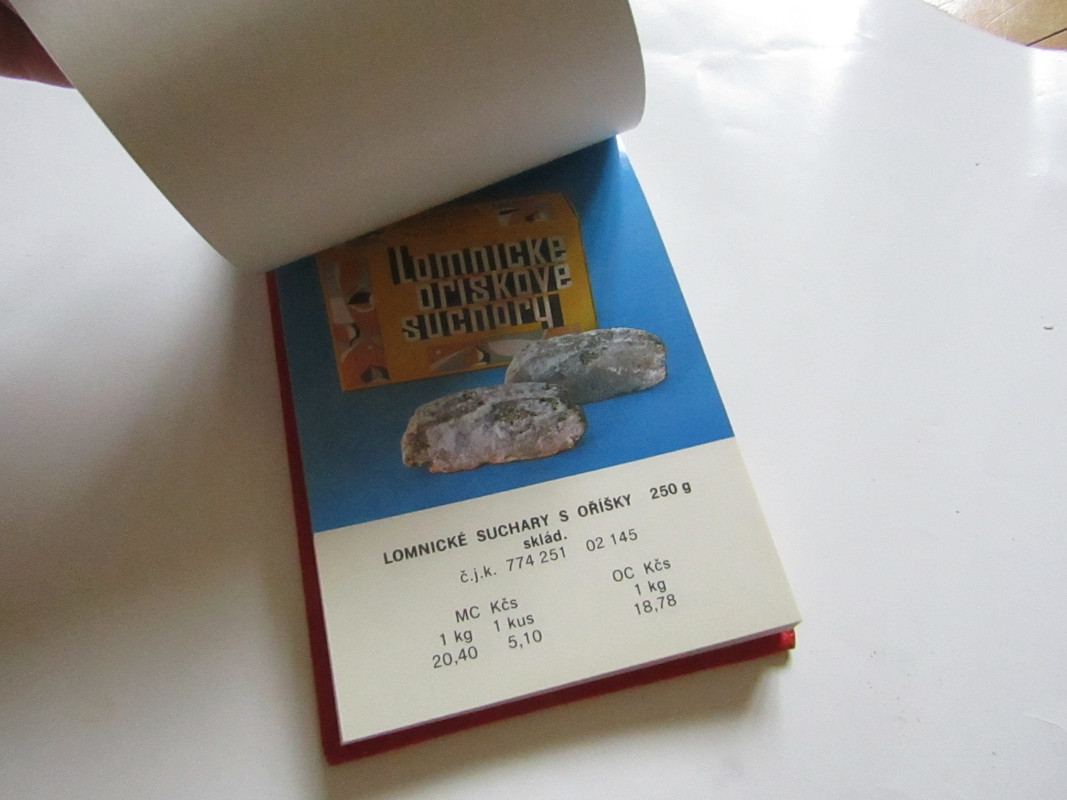 Lomnické
oříškové
suchary
LOMNICKÉ SUCHARY S OŘÍŠKY 250 g
sklád.
č.j.k. 774 251 02 145
MC Kčs OC Kčs
1 kg 1 kus 1 kg
20,40 5,10 18,78